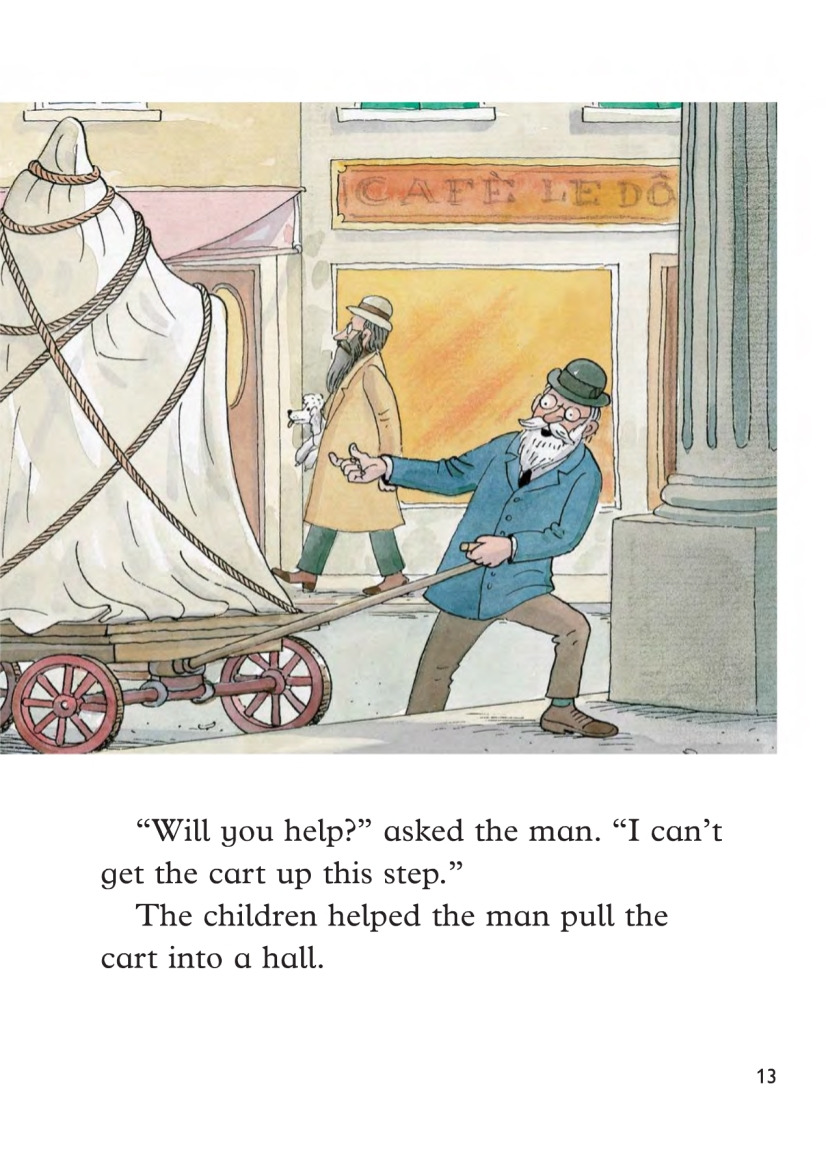 CAFÈ LE DÔ
“Will you help?” asked the man. “I can’t
get the cart up this step.”
The children helped the man pull the
cart into a hall.
13